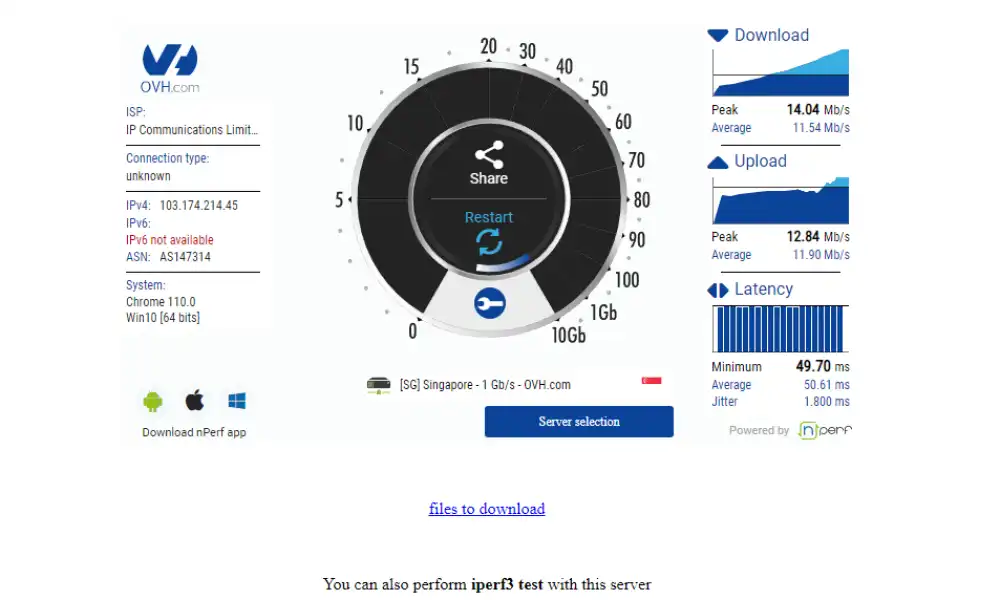 OVH.com
ISP:
IP Communications Limit...
Connection type:
unknown
IPv4: 103.174.214.45
IPv6:
IPv6 not available
ASN: AS147314
System:
Chrome 110.0
Win10 [64 bits]
Download nPerf app
0
5
10
15
20
30
40
50
60
70
80
90
100
1Gb
10Gb
Share
Restart
[SG] Singapore - 1 Gb/s - OVH.com
Server selection
Download
Peak 14.04 Mb/s
Average 11.54 Mb/s
Upload
Peak 12.84 Mb/s
Average 11.90 Mb/s
Latency
Minimum 49.70 ms
Average 50.61 ms
Jitter 1.800 ms
Powered by nperf
files to download
You can also perform iperf3 test with this server